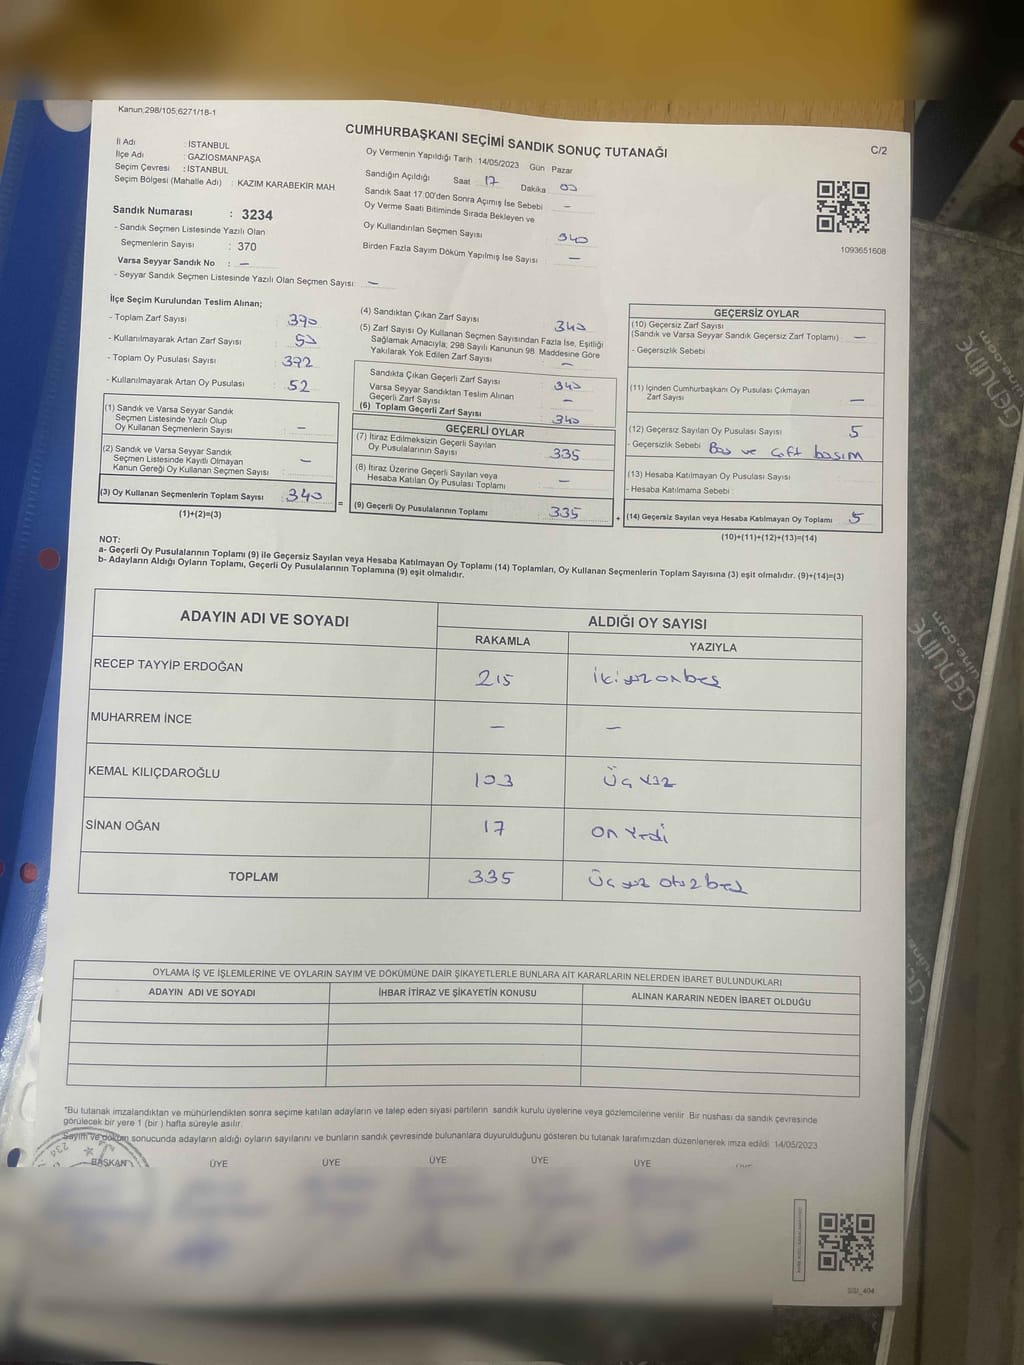 Kanun;298/105;6271/18-1
CUMHURBAŞKANI SEÇİMİ SANDIK SONUÇ TUTANAĞI
C/2
İl Adı : İSTANBUL
İlçe Adı : GAZİOSMANPAŞA
Seçim Çevresi : İSTANBUL
Seçim Bölgesi (Mahalle Adı) : KAZIM KARABEKİR MAH.
Sandık Numarası : 3234
- Sandık Seçmen Listesinde Yazılı Olan
Seçmenlerin Sayısı : 370
Varsa Seyyar Sandık No : –
- Seyyar Sandık Seçmen Listesinde Yazılı Olan Seçmen Sayısı : –
Oy Vermenin Yapıldığı Tarih : 14/05/2023 Gün : Pazar
Sandığın Açıldığı Saat 17 Dakika 00
Sandık Saat 17:00'den Sonra Açımış İse Sebebi –
Oy Verme Saati Bitiminde Sırada Bekleyen ve
Oy Kullandırılan Seçmen Sayısı 340
Birden Fazla Sayım Döküm Yapılmış İse Sayısı –
1093651608
İlçe Seçim Kurulundan Teslim Alınan;
- Toplam Zarf Sayısı 390
- Kullanılmayarak Artan Zarf Sayısı 50
- Toplam Oy Pusulası Sayısı 392
- Kullanılmayarak Artan Oy Pusulası 52
(1) Sandık ve Varsa Seyyar Sandık
Seçmen Listesinde Yazılı Olup
Oy Kullanan Seçmenlerin Sayısı : –
(2) Sandık ve Varsa Seyyar Sandık
Seçmen Listesinde Kayıtlı Olmayan
Kanun Gereği Oy Kullanan Seçmen Sayısı : –
(3) Oy Kullanan Seçmenlerin Toplam Sayısı : 340
(1)+(2)=(3)
(4) Sandıktan Çıkan Zarf Sayısı 340
(5) Zarf Sayısı Oy Kullanan Seçmen Sayısından Fazla İse, Eşitliği
Sağlamak Amacıyla; 298 Sayılı Kanunun 98. Maddesine Göre
Yakılarak Yok Edilen Zarf Sayısı –
Sandıkta Çıkan Geçerli Zarf Sayısı 340
Varsa Seyyar Sandıktan Teslim Alınan
Geçerli Zarf Sayısı –
(6) Toplam Geçerli Zarf Sayısı 340
GEÇERLİ OYLAR
(7) İtiraz Edilmeksizin Geçerli Sayılan
Oy Pusulalarının Sayısı 335
(8) İtiraz Üzerine Geçerli Sayılan veya
Hesaba Katılan Oy Pusulası Toplamı –
= (9) Geçerli Oy Pusulalarının Toplamı 335
GEÇERSİZ OYLAR
(10) Geçersiz Zarf Sayısı
(Sandık ve Varsa Seyyar Sandık Geçersiz Zarf Toplamı) –
- Geçersizlik Sebebi
(11) İçinden Cumhurbaşkanı Oy Pusulası Çıkmayan
Zarf Sayısı –
(12) Geçersiz Sayılan Oy Pusulası Sayısı 5
- Geçersizlik Sebebi Boş ve Çift basım
(13) Hesaba Katılmayan Oy Pusulası Sayısı
- Hesaba Katılmama Sebebi :
+ (14) Geçersiz Sayılan veya Hesaba Katılmayan Oy Toplamı 5
(10)+(11)+(12)+(13)=(14)
NOT:
a- Geçerli Oy Pusulalarının Toplamı (9) ile Geçersiz Sayılan veya Hesaba Katılmayan Oy Toplamı (14) Toplamları, Oy Kullanan Seçmenlerin Toplam Sayısına (3) eşit olmalıdır. (9)+(14)=(3)
b- Adayların Aldığı Oyların Toplamı, Geçerli Oy Pusulalarının Toplamına (9) eşit olmalıdır.
ADAYIN ADI VE SOYADI ALDIĞI OY SAYISI
RAKAMLA YAZIYLA
RECEP TAYYİP ERDOĞAN 215 İki yüz onbeş
MUHARREM İNCE – –
KEMAL KILIÇDAROĞLU 103 Üç yüz
SİNAN OĞAN 17 on Yedi
TOPLAM 335 Üç yüz otuz beş
OYLAMA İŞ VE İŞLEMLERİNE VE OYLARIN SAYIM VE DÖKÜMÜNE DAİR ŞİKAYETLERLE BUNLARA AİT KARARLARIN NELERDEN İBARET BULUNDUKLARI
ADAYIN ADI VE SOYADI İHBAR İTİRAZ VE ŞİKAYETİN KONUSU ALINAN KARARIN NEDEN İBARET OLDUĞU
*Bu tutanak imzalandıktan ve mühürlendikten sonra seçime katılan adayların ve talep eden siyasi partilerin sandık kurulu üyelerine veya gözlemcilerine verilir. Bir nüshası da sandık çevresinde
görülecek bir yere 1 (bir ) hafta süreyle asılır.
Sayım ve döküm sonucunda adayların aldığı oyların sayılarını ve bunların sandık çevresinde bulunanlara duyurulduğunu gösteren bu tutanak tarafımızdan düzenlenerek imza edildi. 14/05/2023
BAŞKAN ÜYE ÜYE ÜYE ÜYE ÜYE
GENUINE
GENUINE